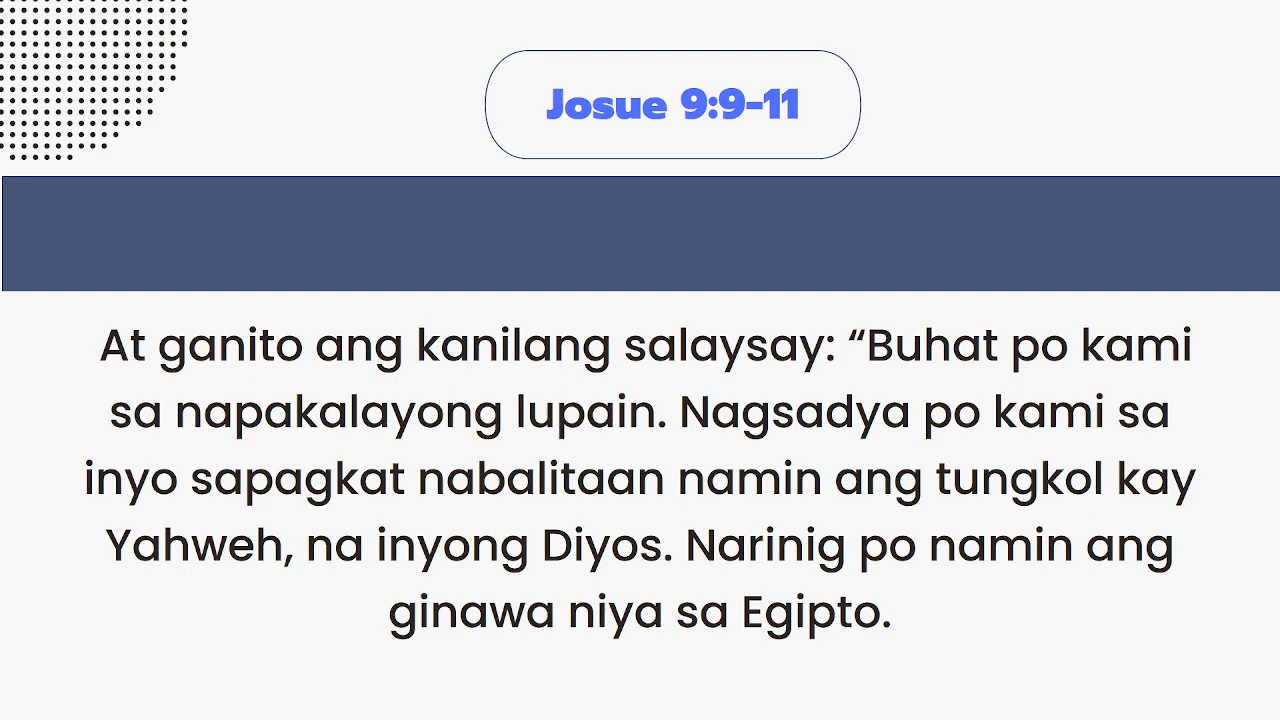 Josue 9:9-11
At ganito ang kanilang salaysay: “Buhat po kami
sa napakalayong lupain. Nagsadya po kami sa
inyo sapagkat nabalitaan namin ang tungkol kay
Yahweh, na inyong Diyos. Narinig po namin ang
ginawa niya sa Egipto.